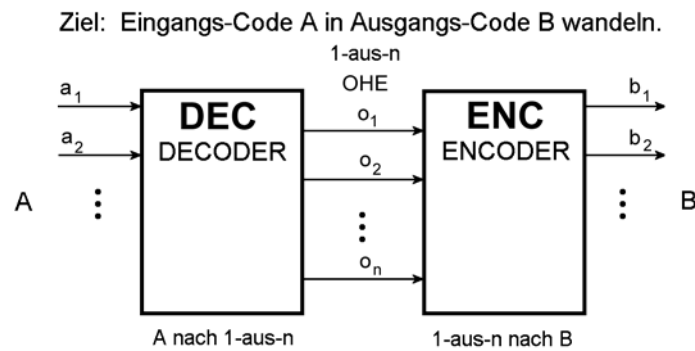 Ziel: Eingangs-Code A in Ausgangs-Code B wandeln.
1-aus-n
OHE
a1
a2
A
DEC
DECODER
o1
o2
on
ENC
ENCODER
b1
b2
B
A nach 1-aus-n
1-aus-n nach B